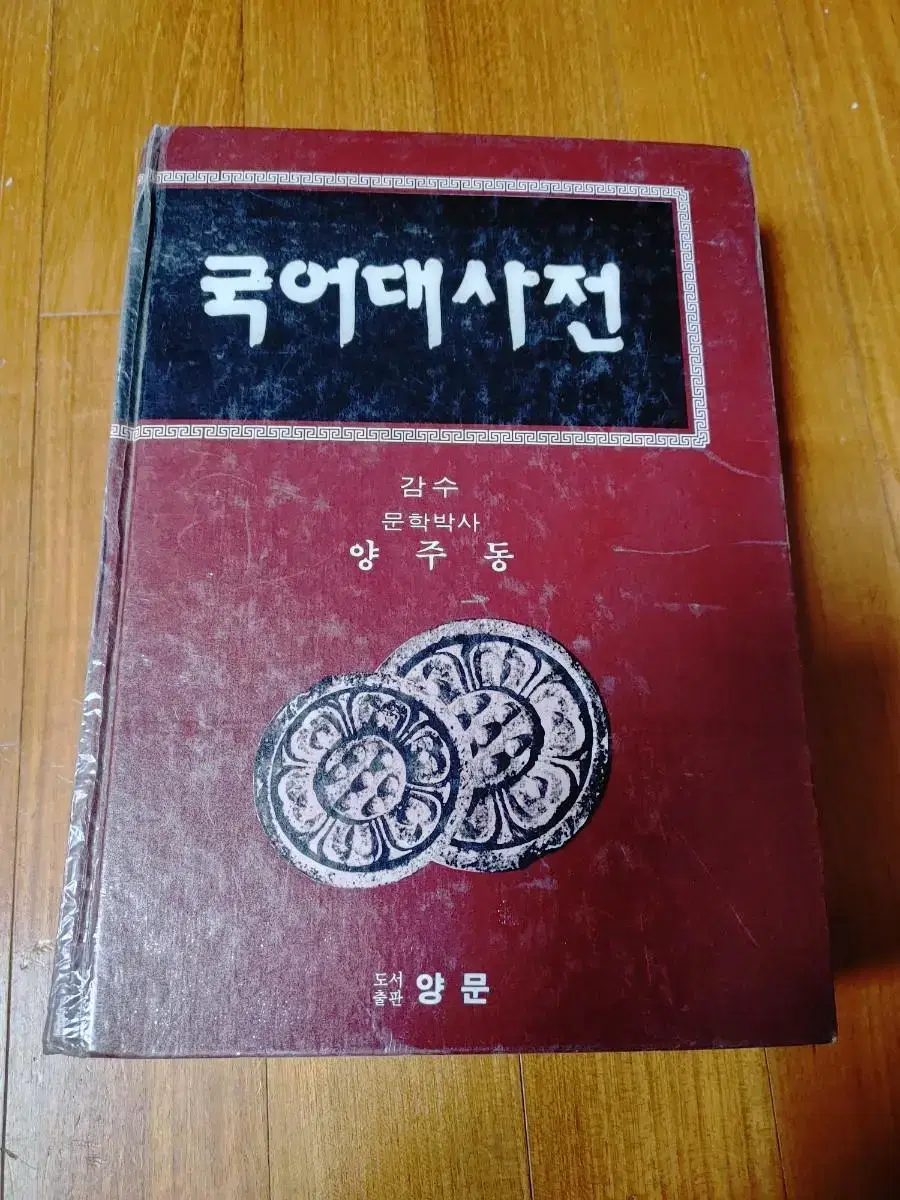 국어대사전
감수
문학박사
양 주 동
도서
출판 양 문